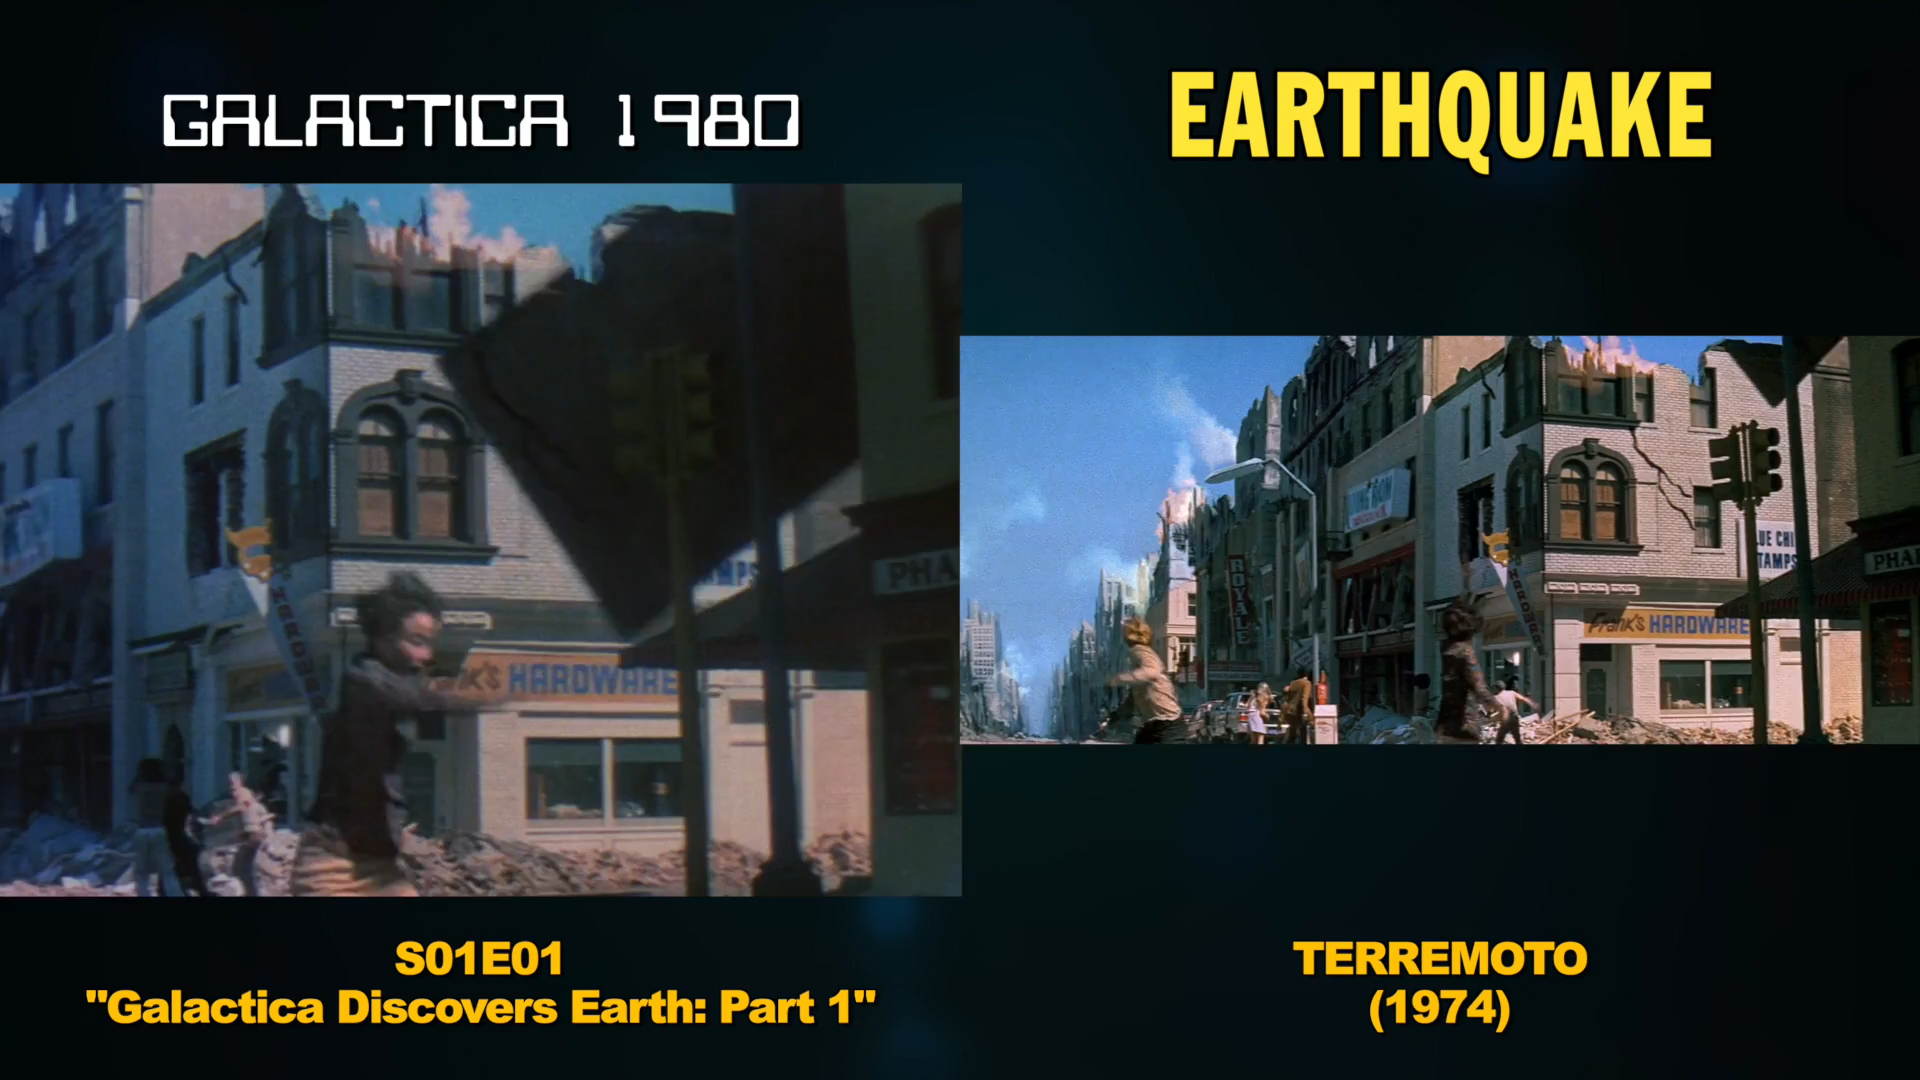 GALACTICA 1980
EARTHQUAKE
HARDWARE
PHA
ROYALE
UE CHI
TAMPS
PHA
Frank's HARDWARE
HARDWARE
S01E01
"Galactica Discovers Earth: Part 1"
TERREMOTO
(1974)